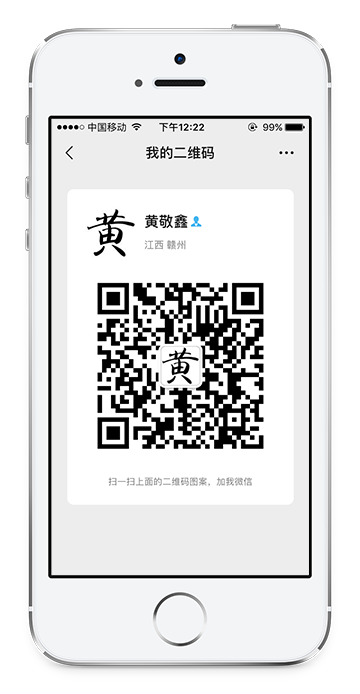 中国移动 下午12:22 99%
我的二维码
黄
黄敬鑫
江西 赣州
黄
扫一扫上面的二维码图案，加我微信